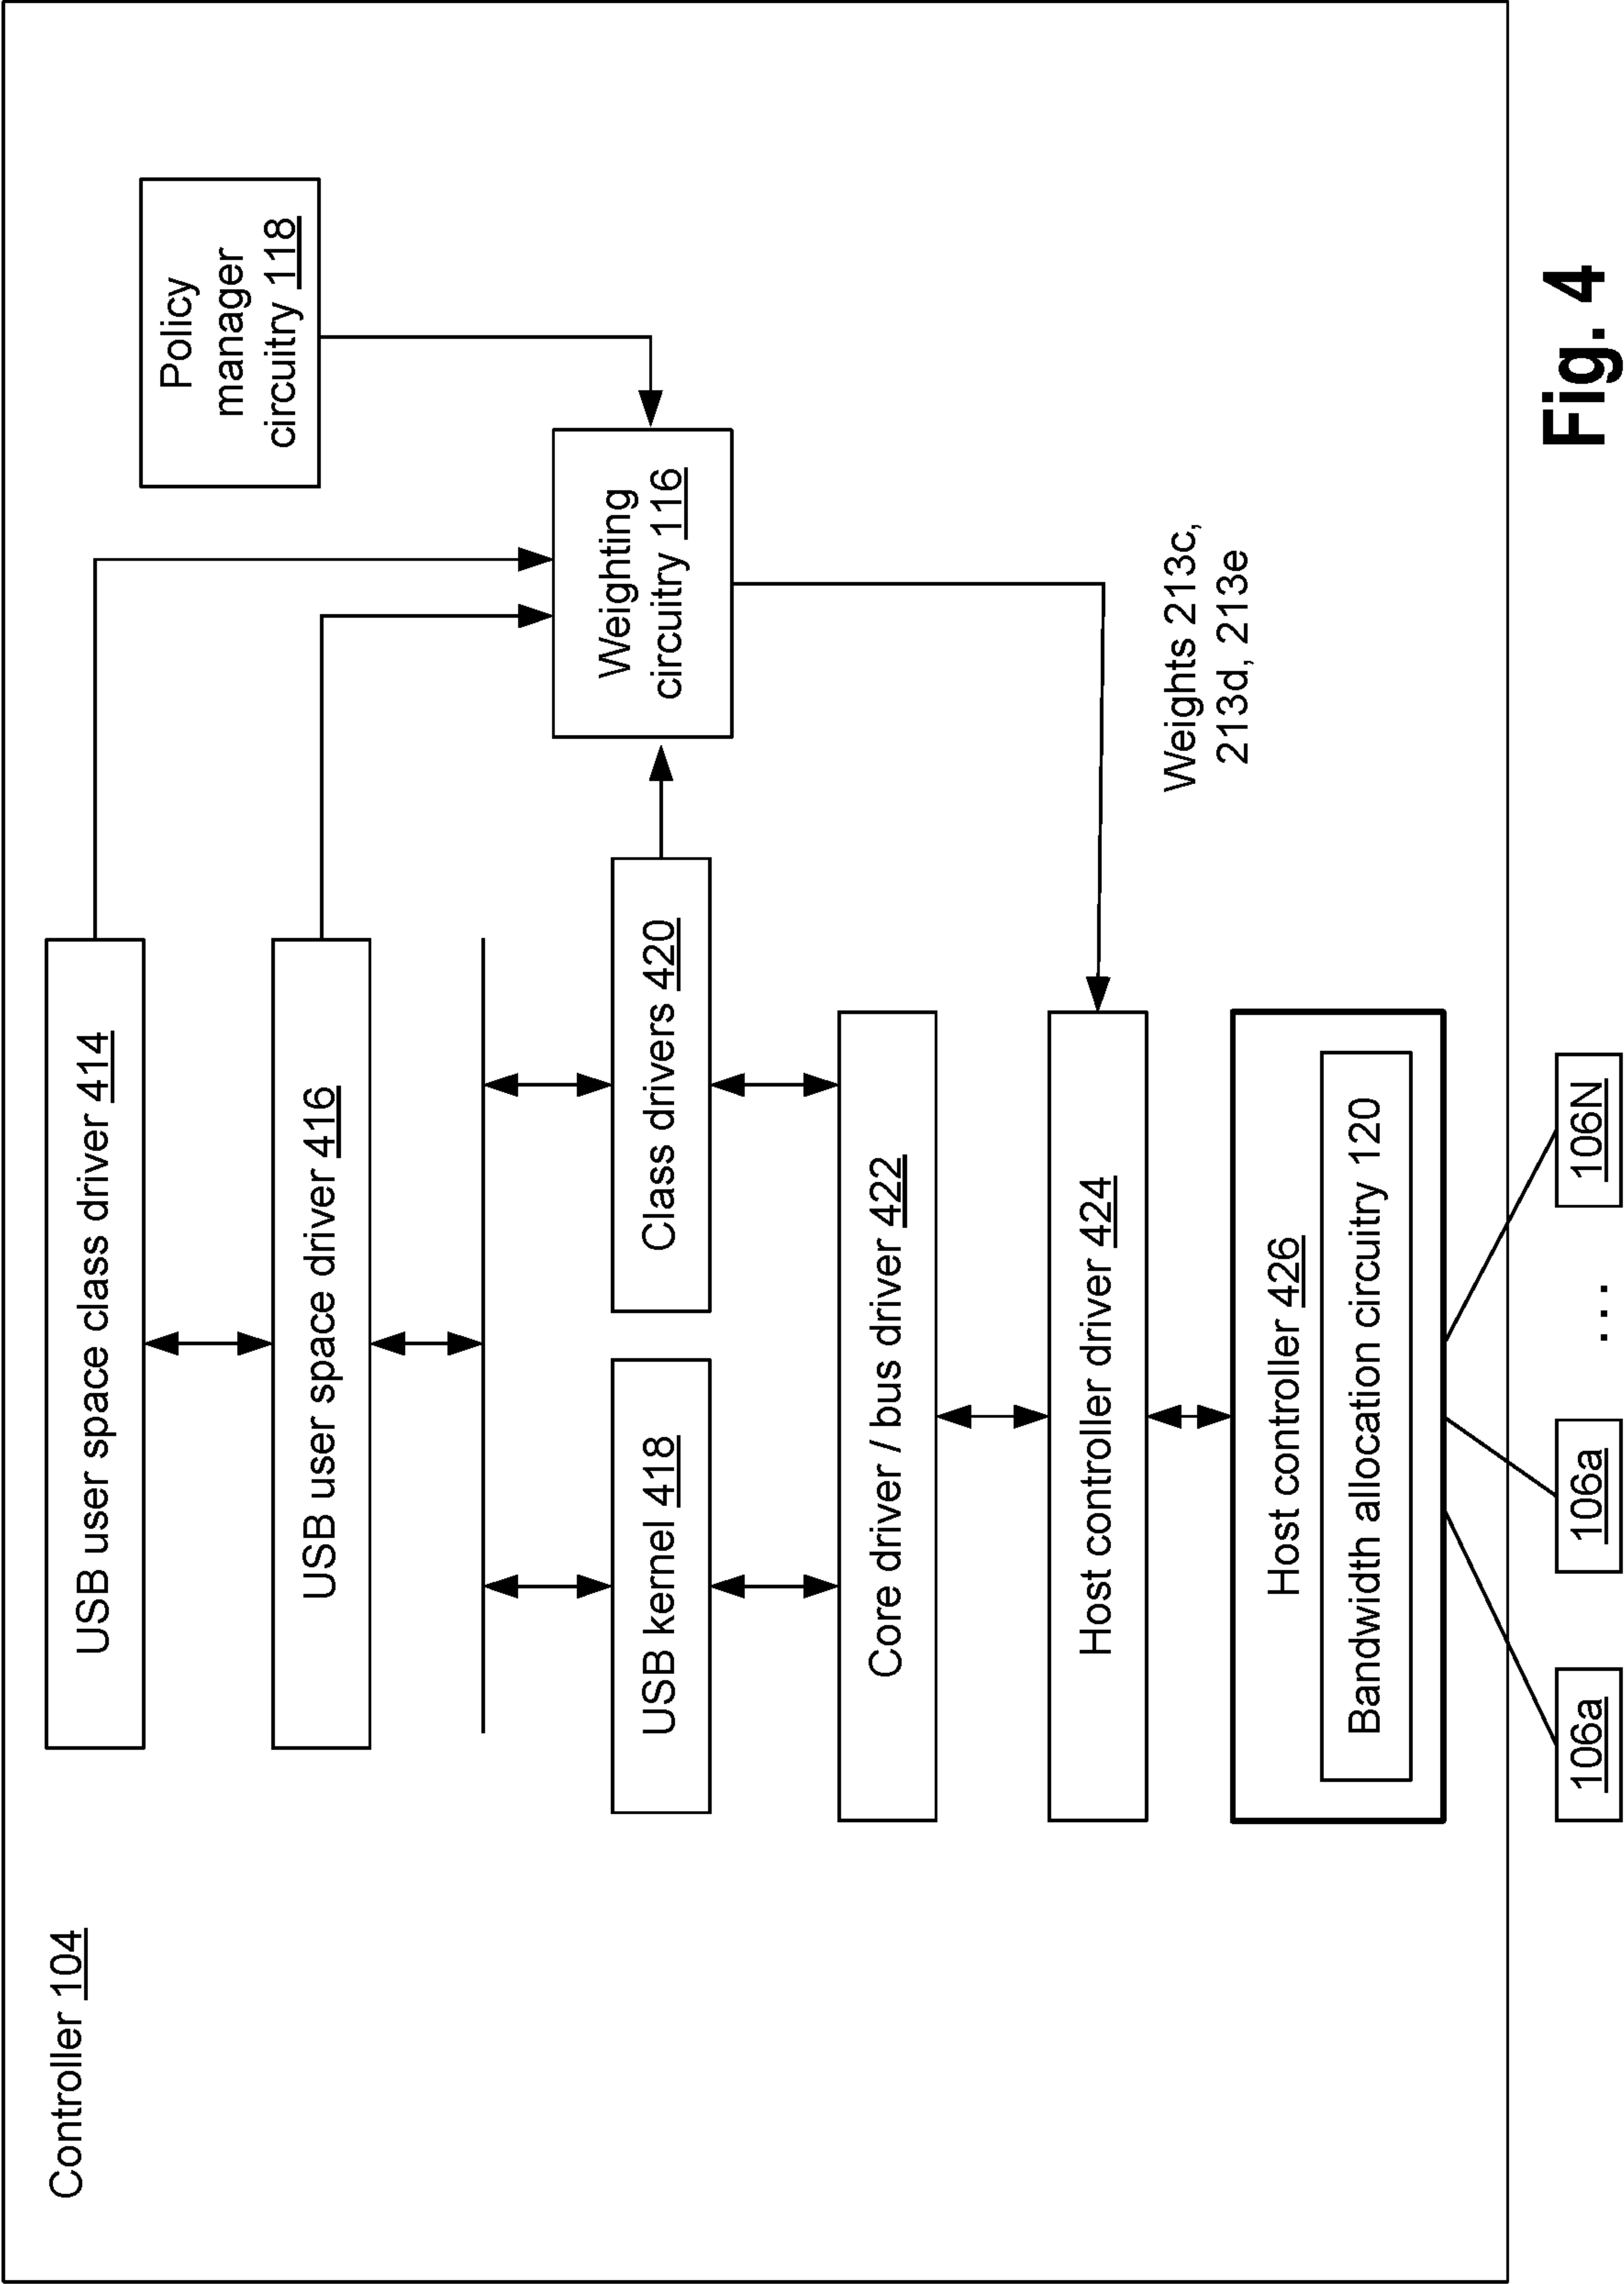 Controller 104
USB user space class driver 414
USB user space driver 416
Policy
manager
circuitry 118
USB kernel 418
Class drivers 420
Weighting
circuitry 116
Core driver / bus driver 422
Host controller driver 424
Weights 213c,
213d, 213e
Host controller 426
Bandwidth allocation circuitry 120
106a
106a
...
106N
Fig. 4